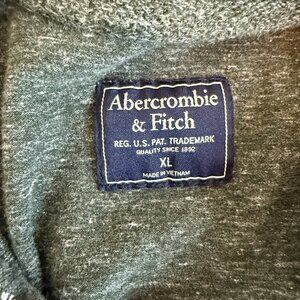 Abercrombie
& Fitch
REG. U.S. PAT. TRADEMARK
QUALITY SINCE 1892
XL
MADE IN VIETNAM